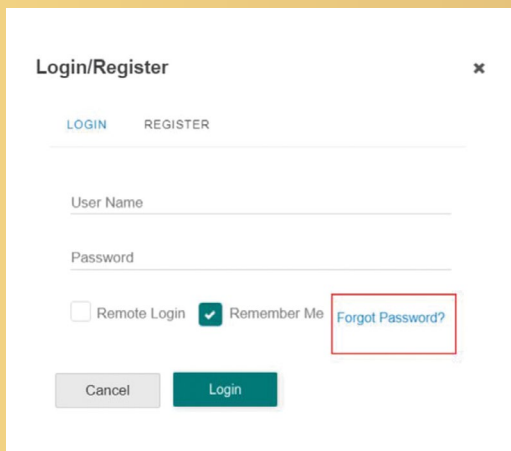 Login/Register
LOGIN REGISTER
User Name
Password
Remote Login Remember Me Forgot Password?
Cancel Login